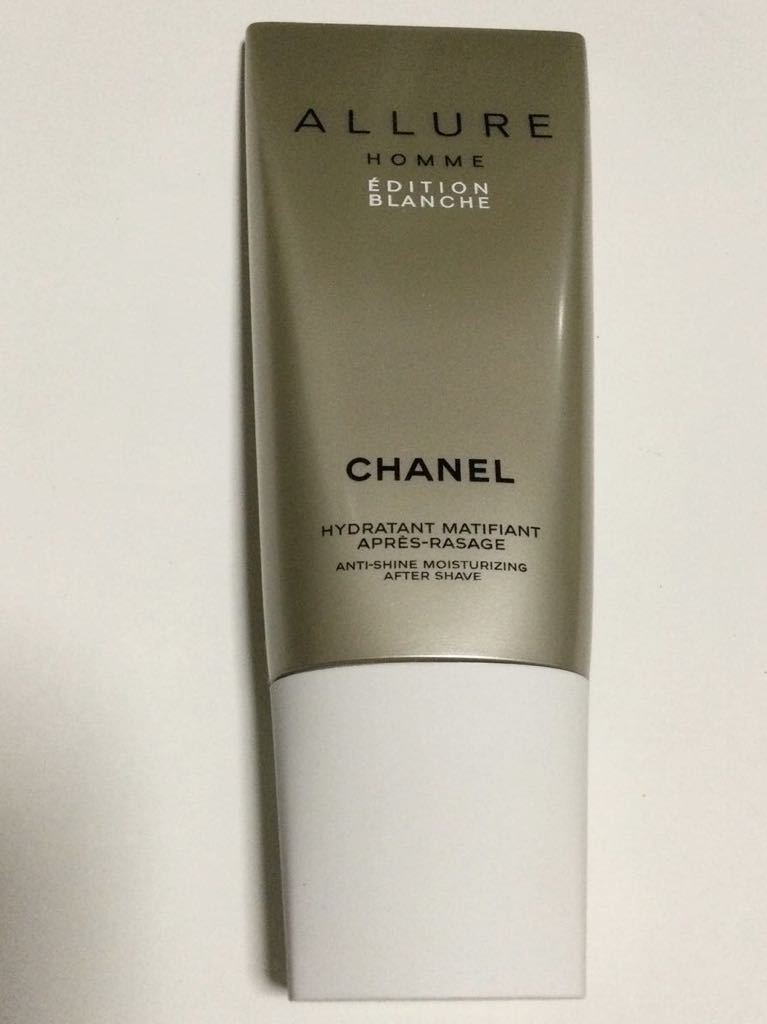 ALLURE
HOMME
ÉDITION
BLANCHE
CHANEL
HYDRATANT MATIFIANT
APRÈS-RASAGE
ANTI-SHINE MOISTURIZING
AFTER SHAVE